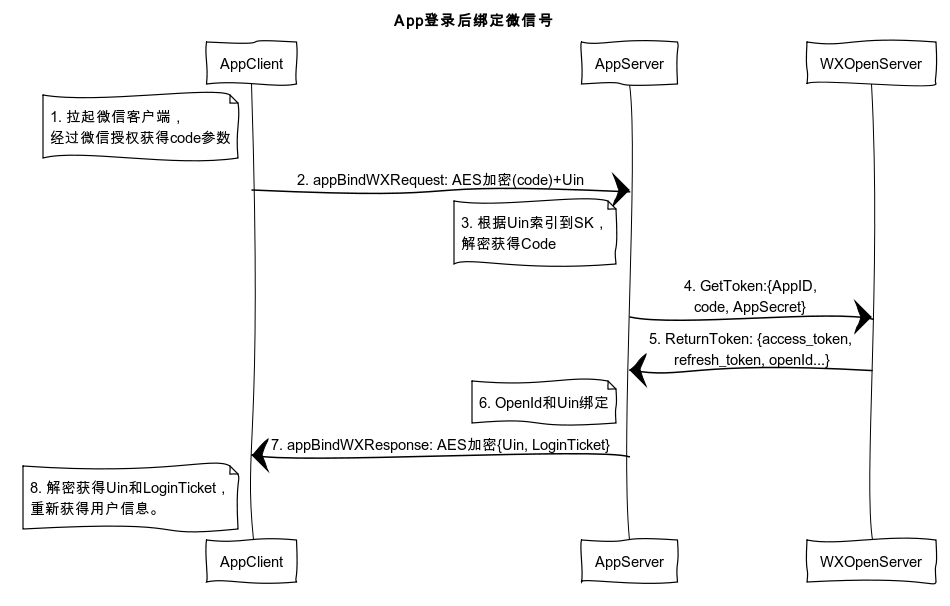 App登录后绑定微信号
AppClient
AppServer
WXOpenServer
1. 拉起微信客户端，
经过微信授权获得code参数
2. appBindWXRequest: AES加密(code)+Uin
3. 根据Uin索引到SK，
解密获得Code
4. GetToken:{AppID,
code, AppSecret}
5. ReturnToken: {access_token,
refresh_token, openId...}
6. OpenId和Uin绑定
7. appBindWXResponse: AES加密{Uin, LoginTicket}
8. 解密获得Uin和LoginTicket，
重新获得用户信息。
AppClient
AppServer
WXOpenServer